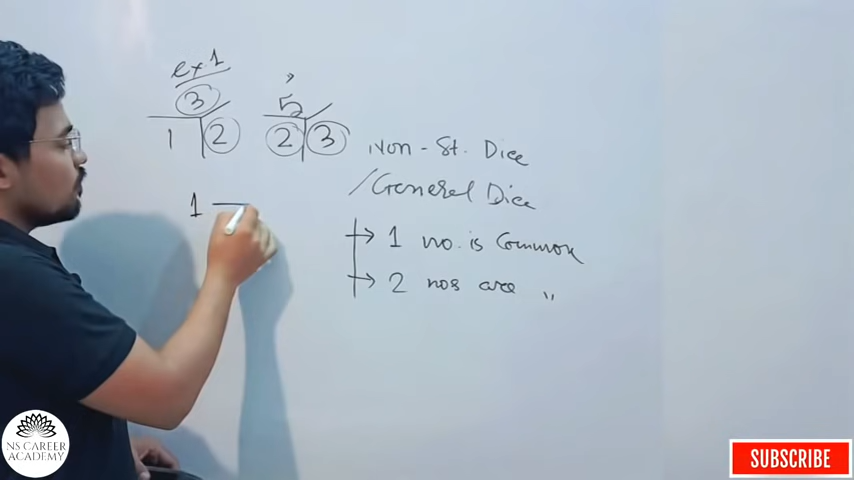 ex 1
3
1 2
5
2 3
Non-St. Dice
/General Dice
→ 1 no. is Common
→ 2 nos are "
1 —
NS CAREER
ACADEMY
SUBSCRIBE